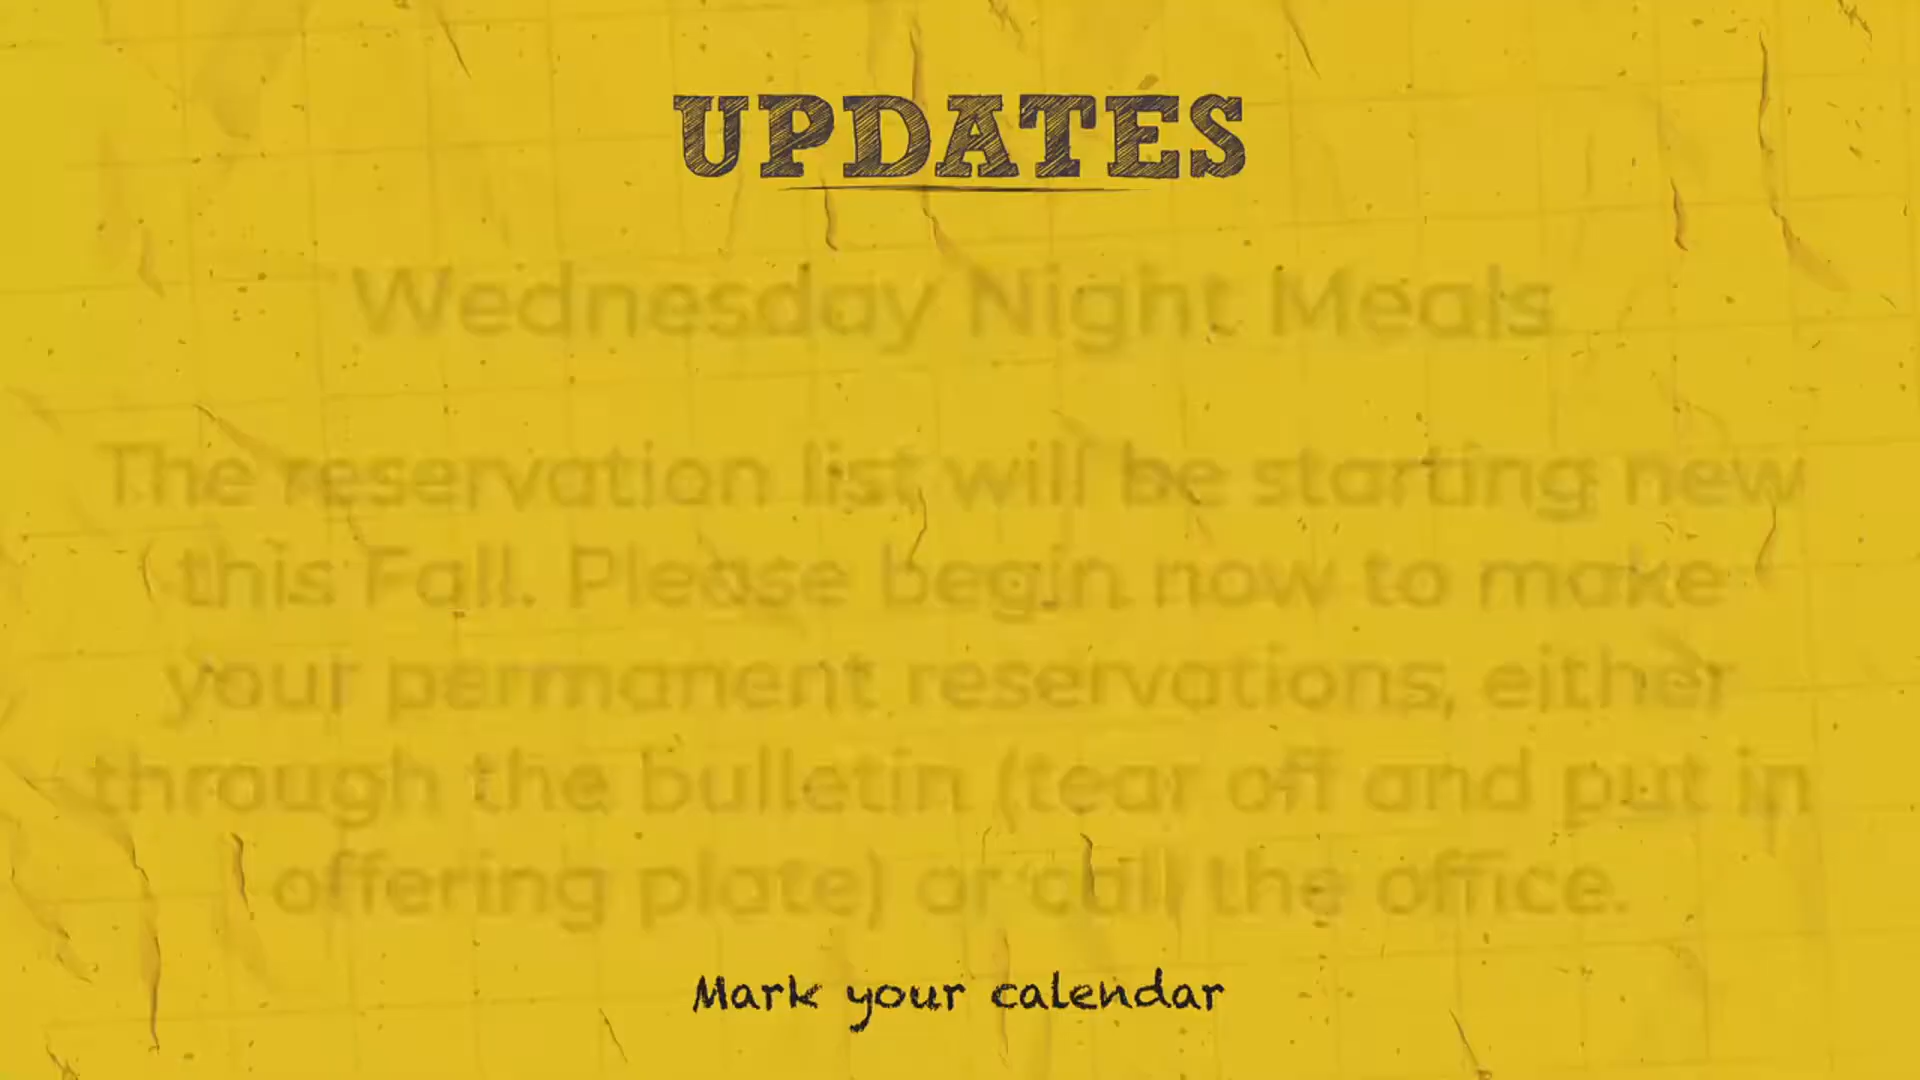 UPDATES
Wednesday Night Meals
The reservation list will be starting new
this Fall. Please begin now to make
your permanent reservations, either
through the bulletin (tear off and put in
offering plate) or call the office.
Mark your calendar